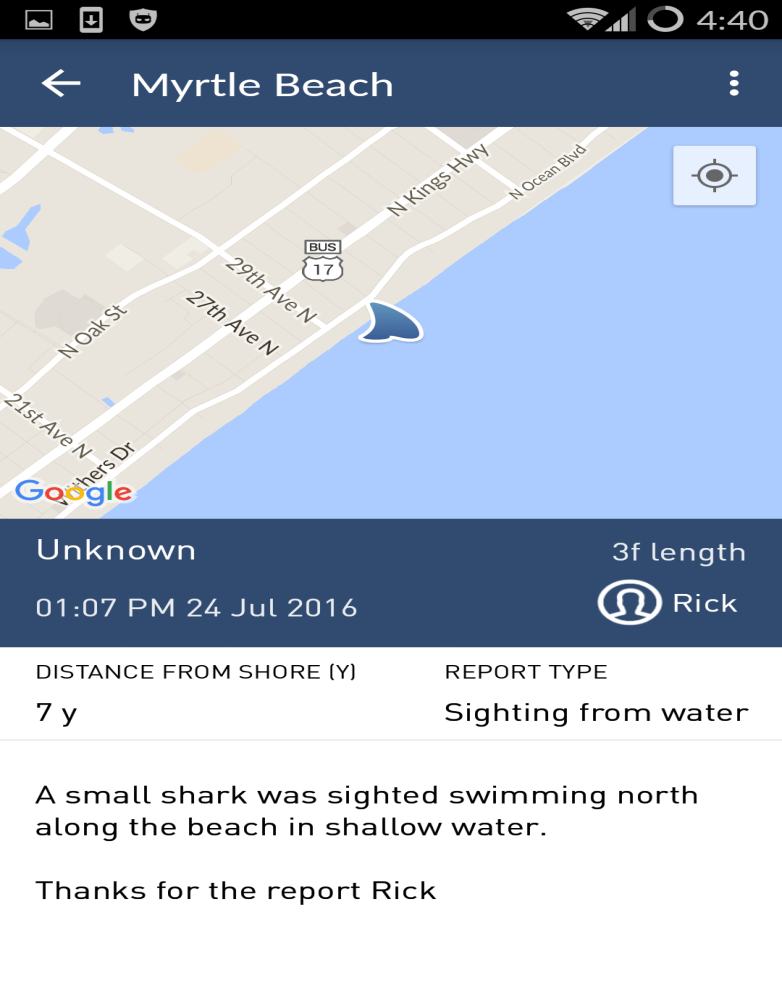 4:40
Myrtle Beach
N Kings Hwy
N Ocean Blvd
BUS
17
29th Ave N
27th Ave N
N Oak St
21st Ave N
Google
Unknown
3f length
01:07 PM 24 Jul 2016
Rick
DISTANCE FROM SHORE (Y)
REPORT TYPE
7 y
Sighting from water
A small shark was sighted swimming north
along the beach in shallow water.
Thanks for the report Rick